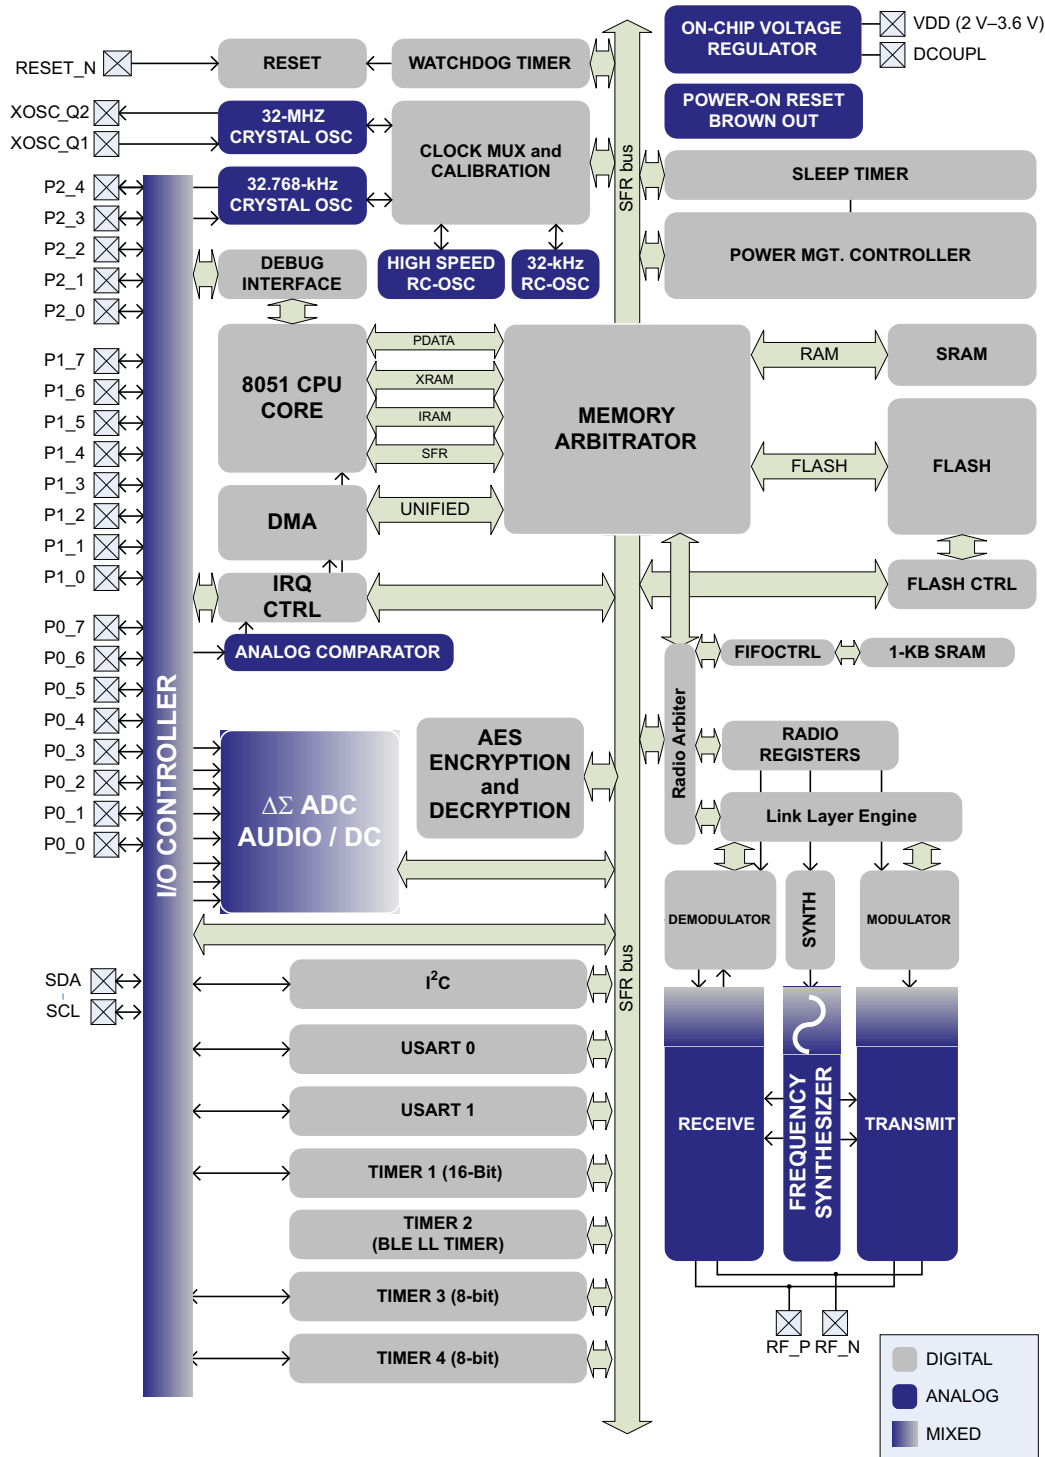 ON-CHIP VOLTAGE
REGULATOR
VDD (2 V–3.6 V)
DCOUPL
RESET_N
RESET
WATCHDOG TIMER
POWER-ON RESET
BROWN OUT
XOSC_Q2
XOSC_Q1
32-MHZ
CRYSTAL OSC
CLOCK MUX and
CALIBRATION
SFR bus
SLEEP TIMER
P2_4
P2_3
P2_2
P2_1
P2_0
32.768-kHz
CRYSTAL OSC
DEBUG
INTERFACE
HIGH SPEED
RC-OSC
32-kHz
RC-OSC
POWER MGT. CONTROLLER
P1_7
P1_6
P1_5
P1_4
P1_3
P1_2
P1_1
P1_0
8051 CPU
CORE
PDATA
XRAM
IRAM
SFR
MEMORY
ARBITRATOR
RAM
SRAM
FLASH
FLASH
DMA
UNIFIED
IRQ
CTRL
FLASH CTRL
P0_7
P0_6
P0_5
P0_4
P0_3
P0_2
P0_1
P0_0
ANALOG COMPARATOR
FIFOCTRL
1-KB SRAM
I/O CONTROLLER
Radio Arbiter
ΔΣ ADC
AUDIO / DC
AES
ENCRYPTION
and
DECRYPTION
RADIO
REGISTERS
Link Layer Engine
DEMODULATOR
SYNTH
MODULATOR
SFR bus
SDA
SCL
I2C
USART 0
USART 1
TIMER 1 (16-Bit)
TIMER 2
(BLE LL TIMER)
TIMER 3 (8-bit)
TIMER 4 (8-bit)
RECEIVE
FREQUENCY
SYNTHESIZER
TRANSMIT
RF_P
RF_N
DIGITAL
ANALOG
MIXED